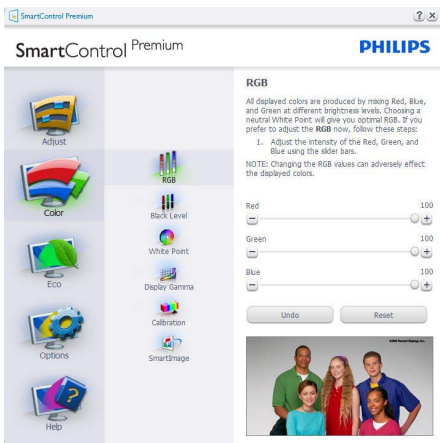 SmartControl Premium
? x
SmartControl Premium
PHILIPS
Adjust
Color
Eco
Options
Help
RGB
Black Level
White Point
Display Gamma
Calibration
SmartImage
RGB
All displayed colors are produced by mixing Red, Blue,
and Green at different brightness levels. Choosing a
neutral White Point will give you optimal RGB. If you
prefer to adjust the RGB now, follow these steps:
1. Adjust the intensity of the Red, Green, and
Blue using the slider bars.
NOTE: Changing the RGB values can adversely effect
the displayed colors.
Red 100
Green 100
Blue 100
Undo Reset